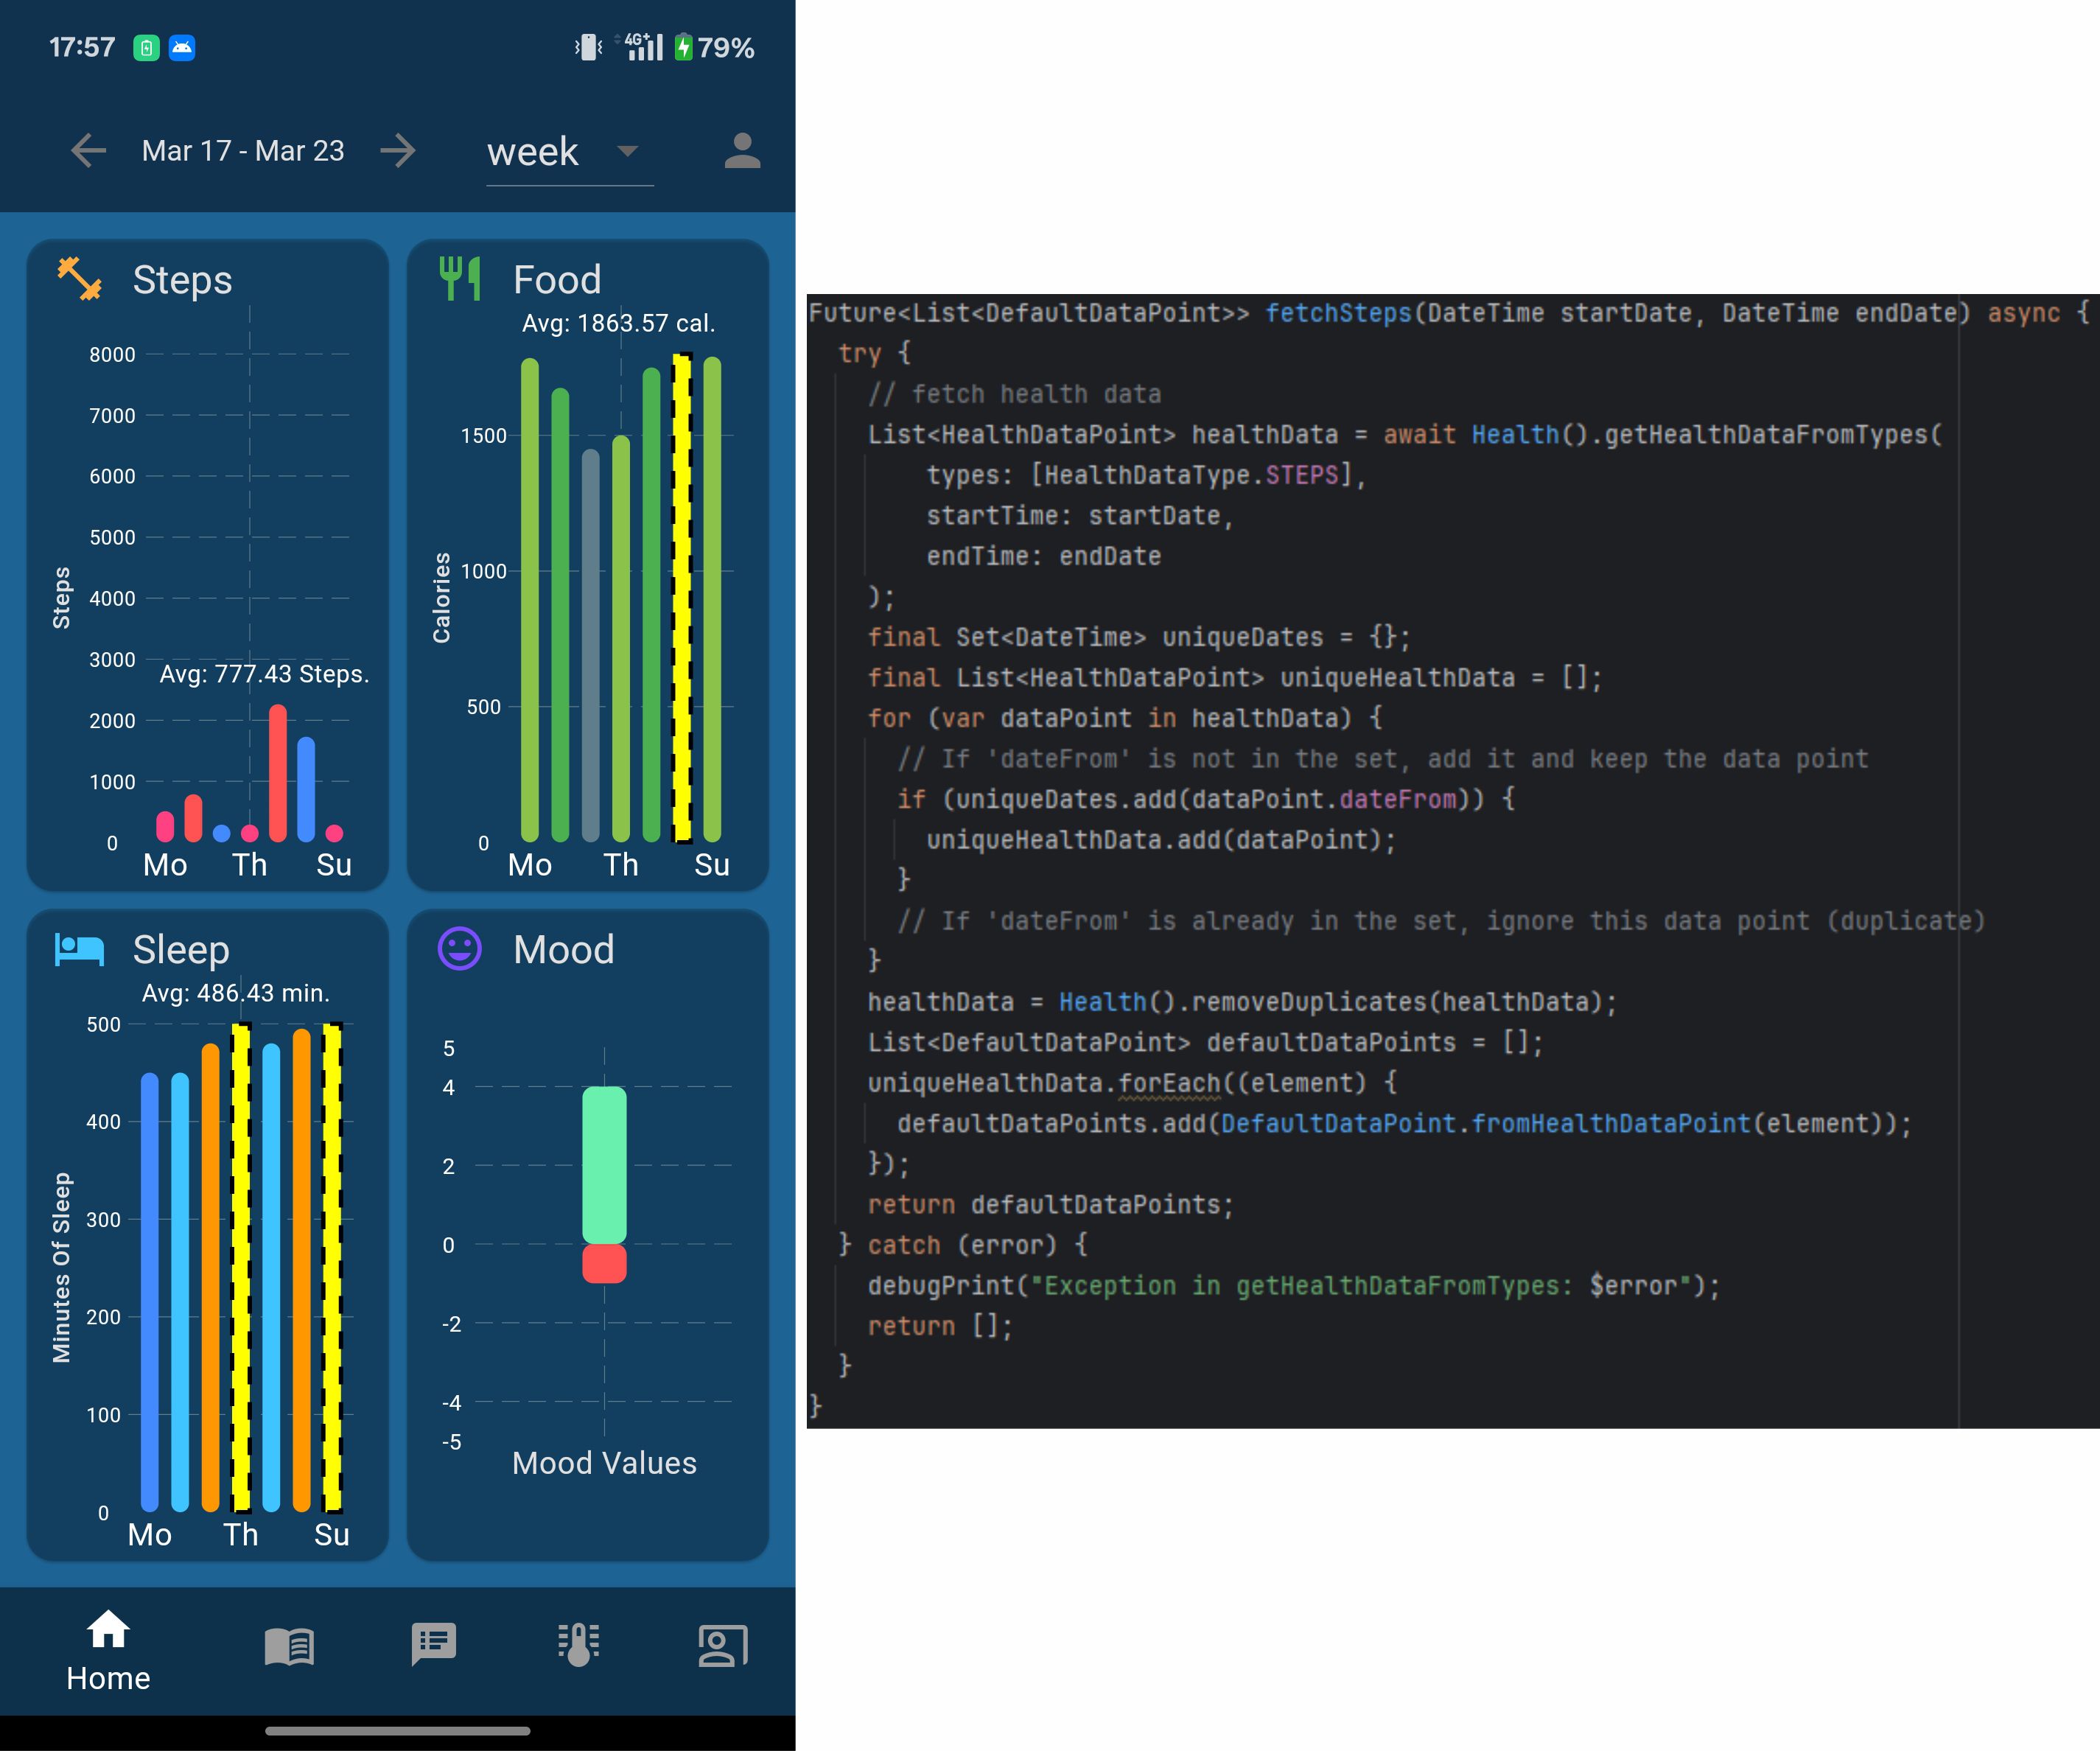 17:57
4G+
79%
Mar 17 - Mar 23
week
Steps
8000
7000
6000
5000
4000
3000
2000
1000
0
Steps
Avg: 777.43 Steps.
Mo Th Su
Food
Avg: 1863.57 cal.
1500
1000
500
0
Calories
Mo Th Su
Sleep
Avg: 486.43 min.
500
400
300
200
100
0
Minutes Of Sleep
Mo Th Su
Mood
5
4
2
0
-2
-4
-5
Mood Values
Home
Future<List<DefaultDataPoint>> fetchSteps(DateTime startDate, DateTime endDate) async {
try {
// fetch health data
List<HealthDataPoint> healthData = await Health().getHealthDataFromTypes(
types: [HealthDataType.STEPS],
startTime: startDate,
endTime: endDate
);
final Set<DateTime> uniqueDates = {};
final List<HealthDataPoint> uniqueHealthData = [];
for (var dataPoint in healthData) {
// If 'dateFrom' is not in the set, add it and keep the data point
if (uniqueDates.add(dataPoint.dateFrom)) {
uniqueHealthData.add(dataPoint);
}
// If 'dateFrom' is already in the set, ignore this data point (duplicate)
}
healthData = Health().removeDuplicates(healthData);
List<DefaultDataPoint> defaultDataPoints = [];
uniqueHealthData.forEach((element) {
defaultDataPoints.add(DefaultDataPoint.fromHealthDataPoint(element));
});
return defaultDataPoints;
} catch (error) {
debugPrint("Exception in getHealthDataFromTypes: $error");
return [];
}
}